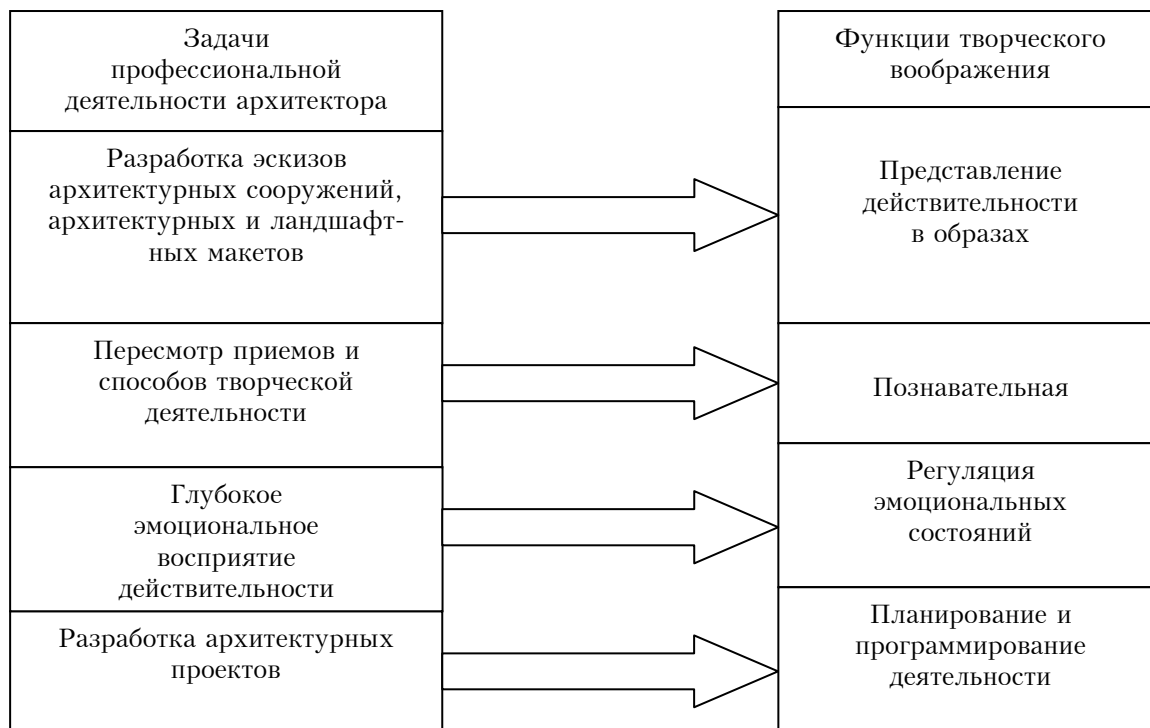 Задачи
профессиональной
деятельности архитектора
Функции творческого
воображения
Разработка эскизов
архитектурных сооружений,
архитектурных и ландшафт-
ных макетов
Представление
действительности
в образах
Пересмотр приемов и
способов творческой
деятельности
Познавательная
Глубокое
эмоциональное
восприятие
действительности
Регуляция
эмоциональных
состояний
Разработка архитектурных
проектов
Планирование и
программирование
деятельности